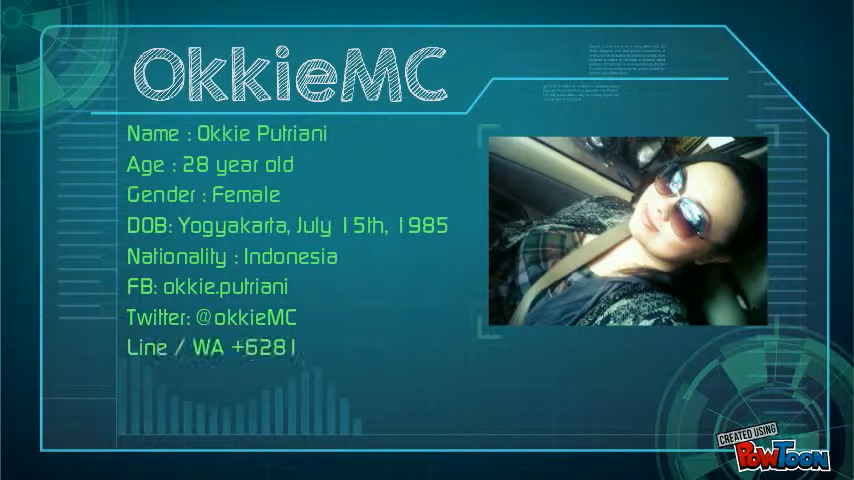 OkkieMC
Name : Okkie Putriani
Age : 28 year old
Gender : Female
DOB: Yogyakarta, July 15th, 1985
Nationality : Indonesia
FB: okkie.putriani
Twitter: @okkieMC
Line / WA +6281
CREATED USING
POWTOON